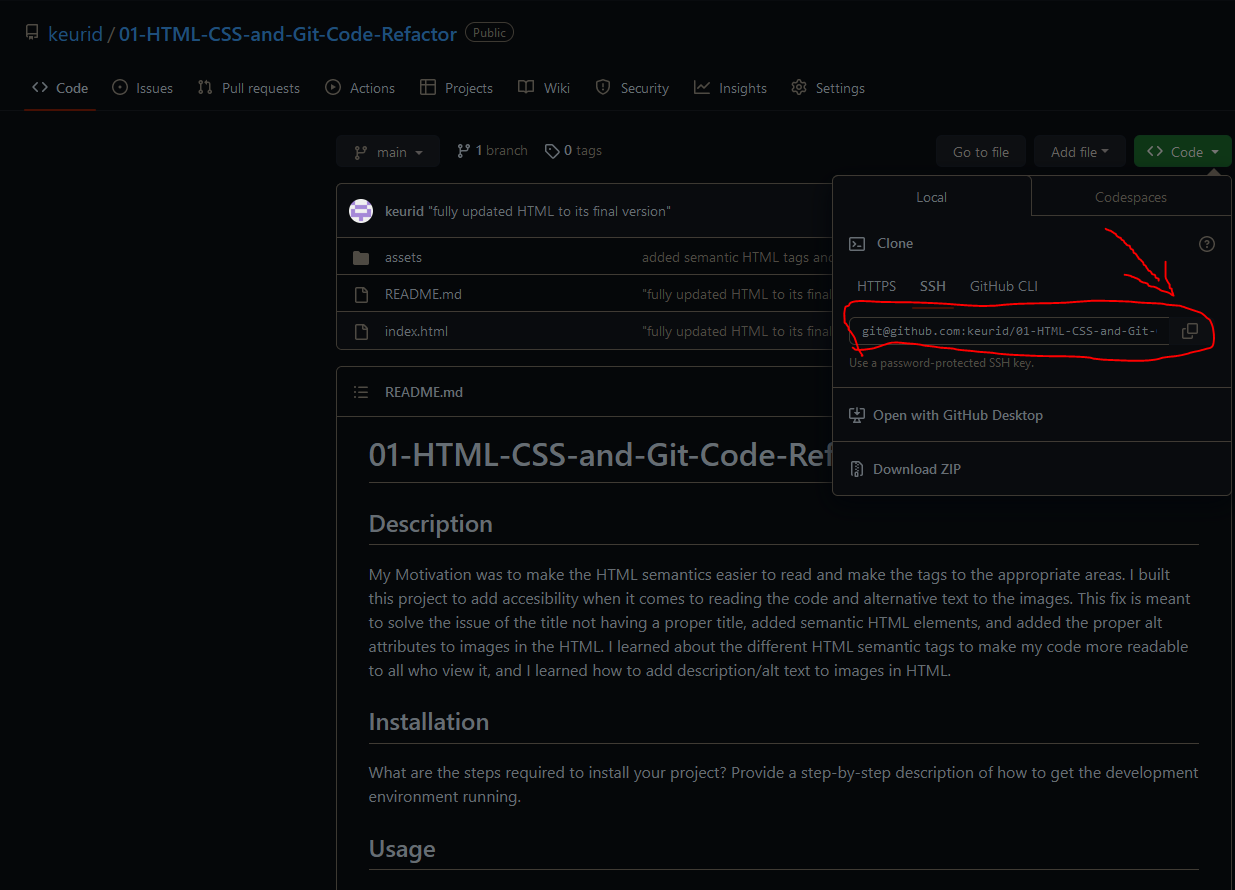 keurid / 01-HTML-CSS-and-Git-Code-Refactor Public
Code Issues Pull requests Actions Projects Wiki Security Insights Settings
main 1 branch 0 tags Go to file Add file Code
Local Codespaces
keurid "fully updated HTML to its final version"
Clone
assets added semantic HTML tags and
HTTPS SSH GitHub CLI
README.md "fully updated HTML to its final
index.html "fully updated HTML to its final
git@github.com:keurid/01-HTML-CSS-and-Git-
Use a password-protected SSH key.
README.md
Open with GitHub Desktop
Download ZIP
01-HTML-CSS-and-Git-Code-Ref
Description
My Motivation was to make the HTML semantics easier to read and make the tags to the appropriate areas. I built
this project to add accesibility when it comes to reading the code and alternative text to the images. This fix is meant
to solve the issue of the title not having a proper title, added semantic HTML elements, and added the proper alt
attributes to images in the HTML. I learned about the different HTML semantic tags to make my code more readable
to all who view it, and I learned how to add description/alt text to images in HTML.
Installation
What are the steps required to install your project? Provide a step-by-step description of how to get the development
environment running.
Usage